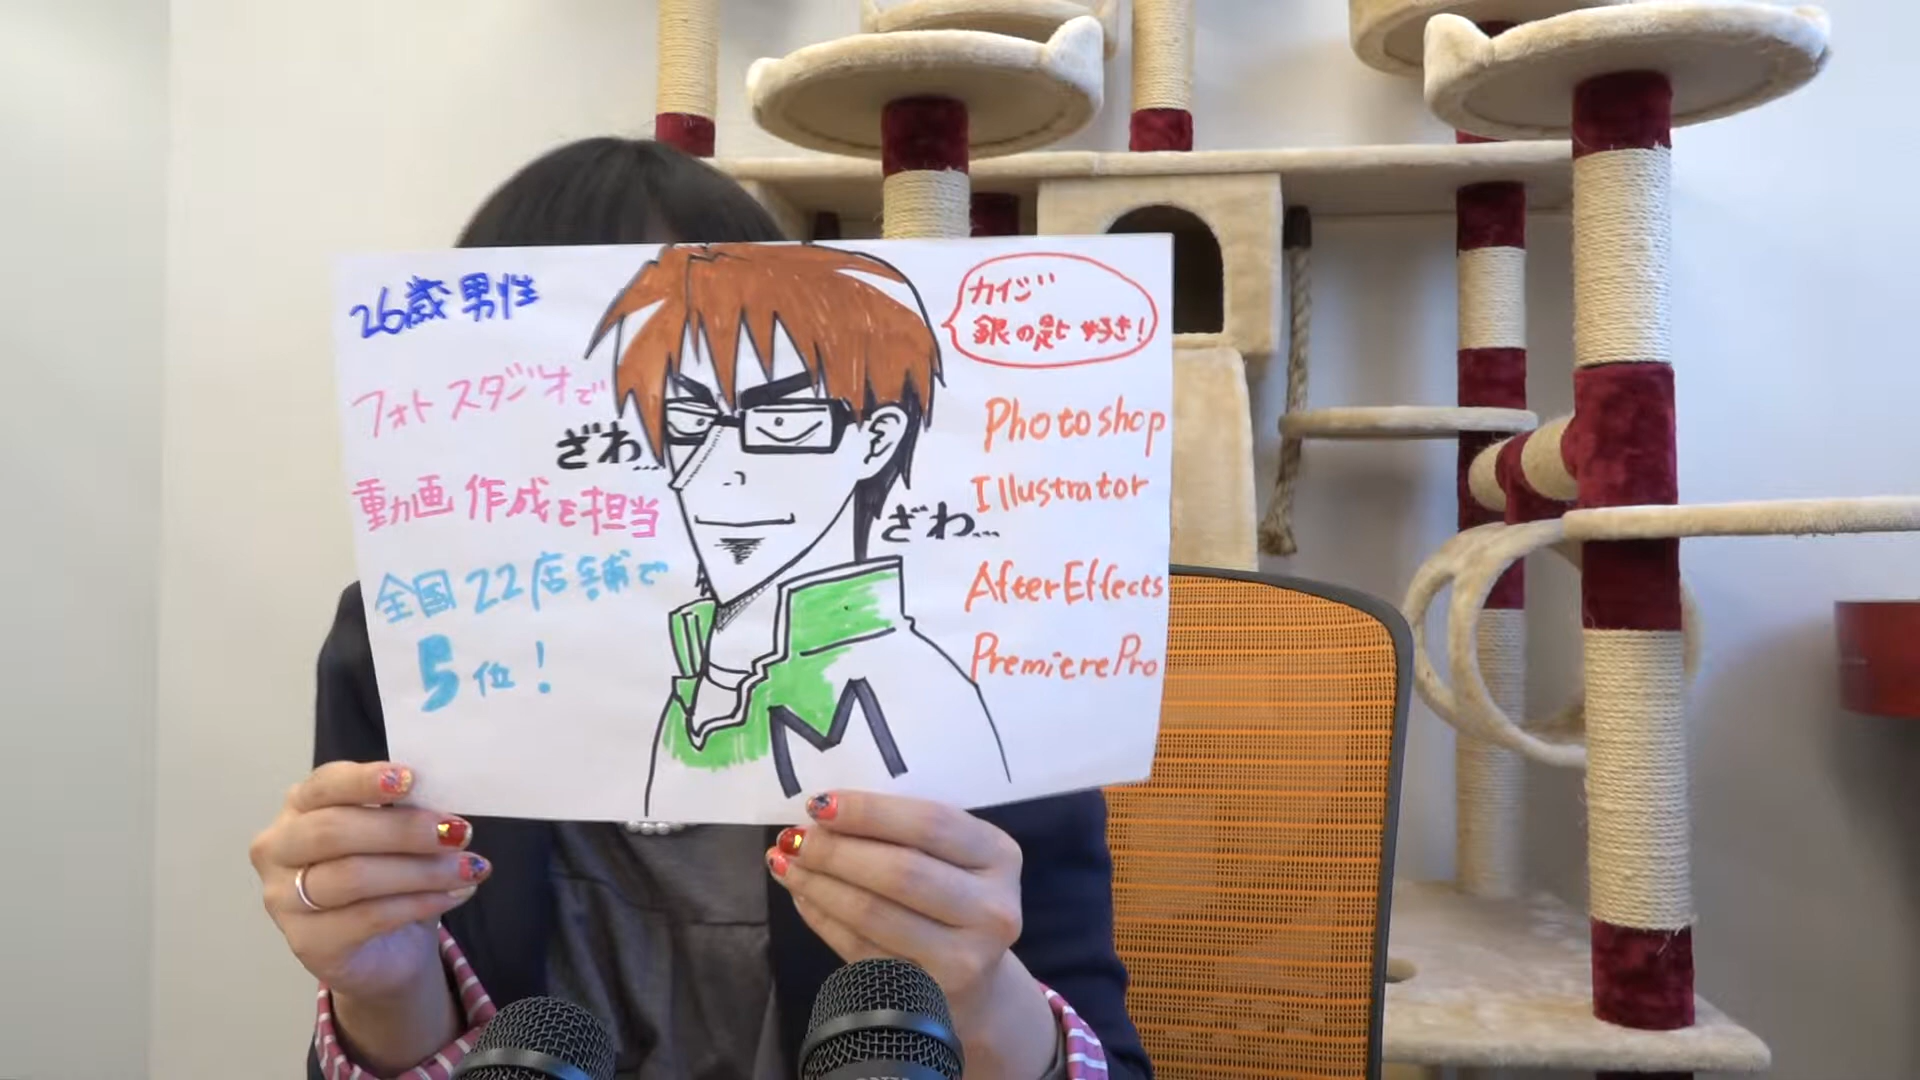 26歳男性
フォトスタジオで
動画作成を担当
全国22店舗で
5位！
ざわ…
ざわ…
M
カイジ
銀の匙 好き！
Photoshop
Illustrator
AfterEffects
PremierePro